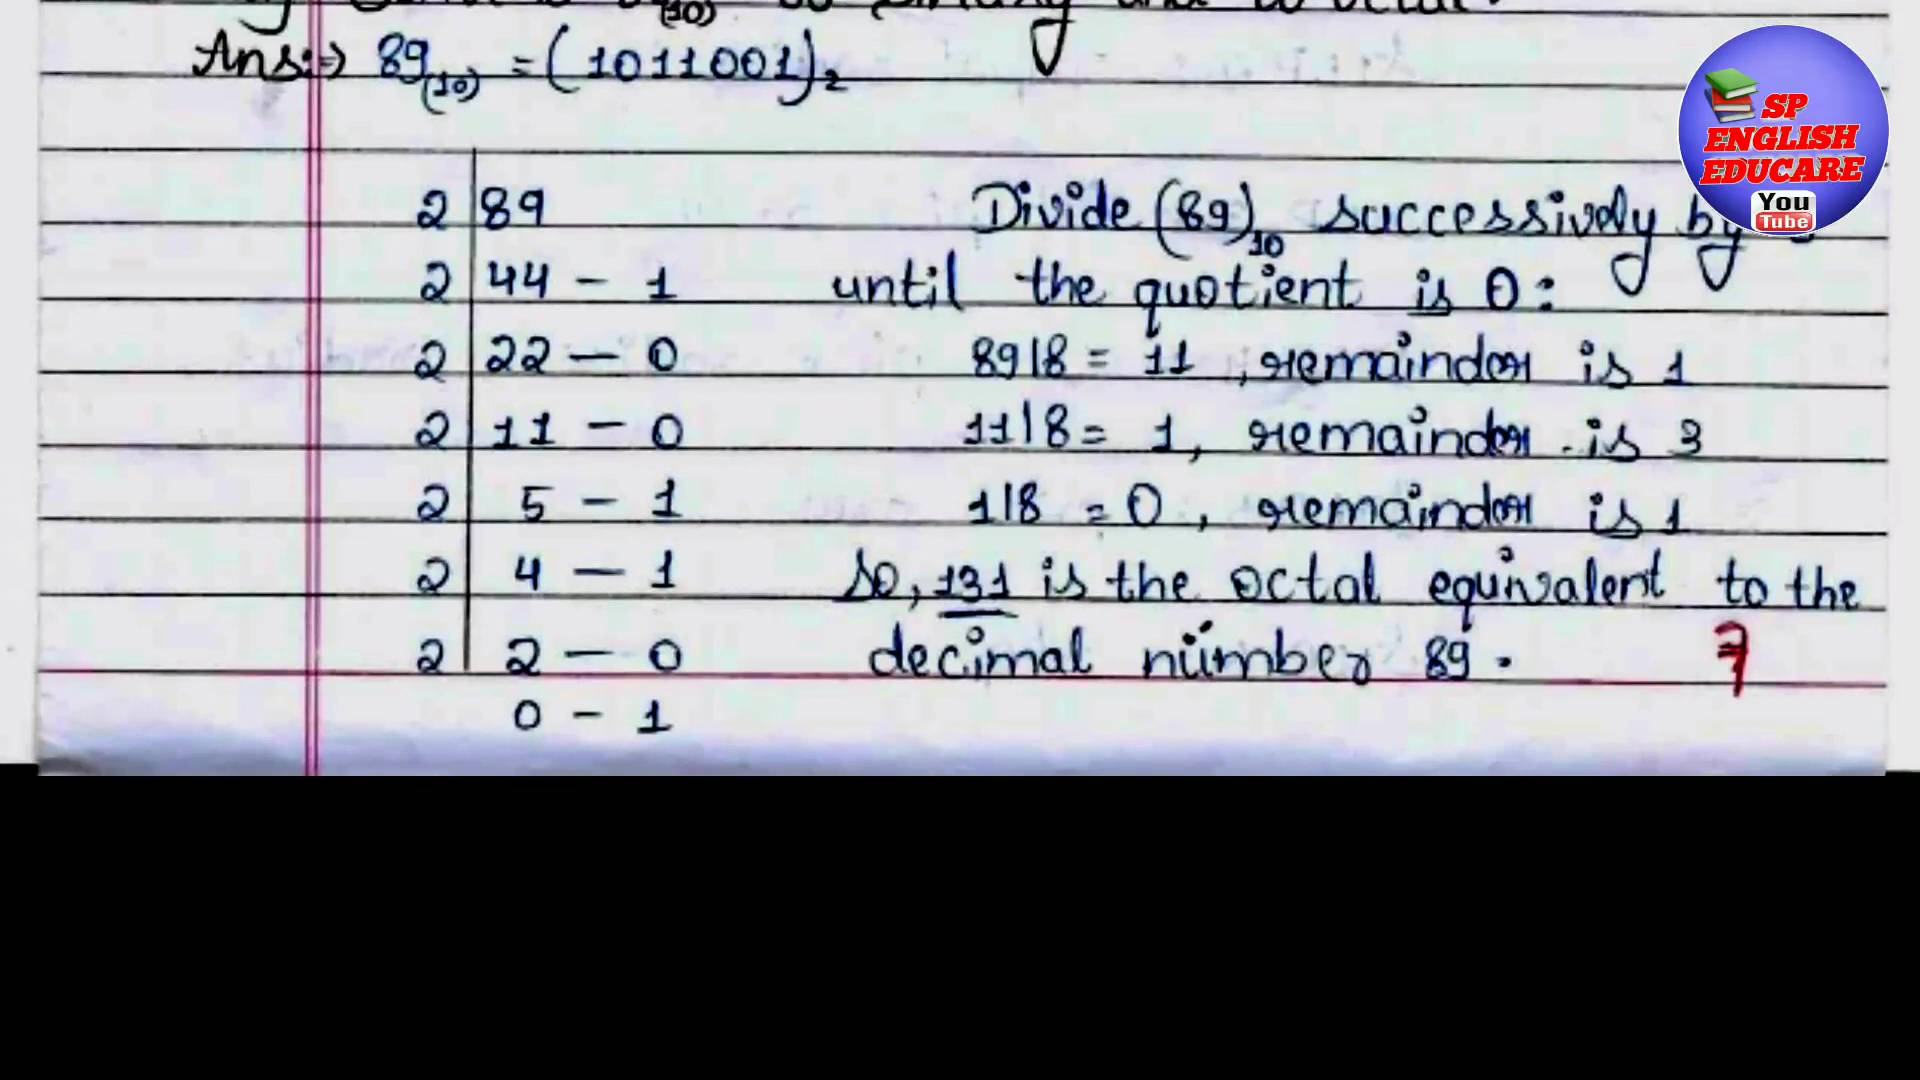 Ans:⇒ 89(10) = (1011001)2
2 | 89
2 | 44 - 1
2 | 22 - 0
2 | 11 - 0
2 | 5 - 1
2 | 4 - 1
2 | 2 - 0
0 - 1
Divide (89)10 successively by
until the quotient is 0:
89|8 = 11, remainder is 1
11|8 = 1, remainder is 3
1|8 = 0, remainder is 1
So, 131 is the octal equivalent to the
decimal number 89.
7
SP
ENGLISH
EDUCARE
You
Tube